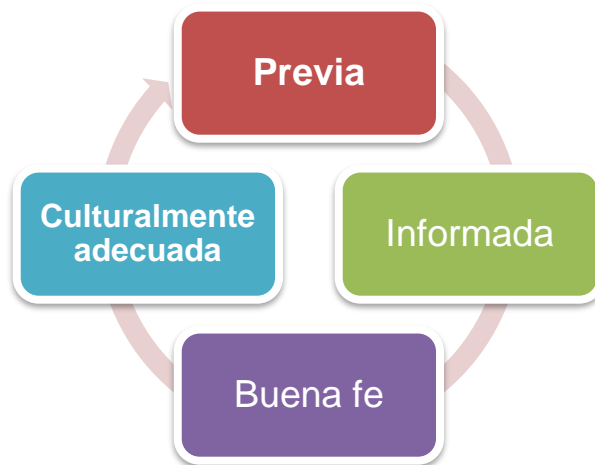 Previa
Informada
Buena fe
Culturalmente
adecuada